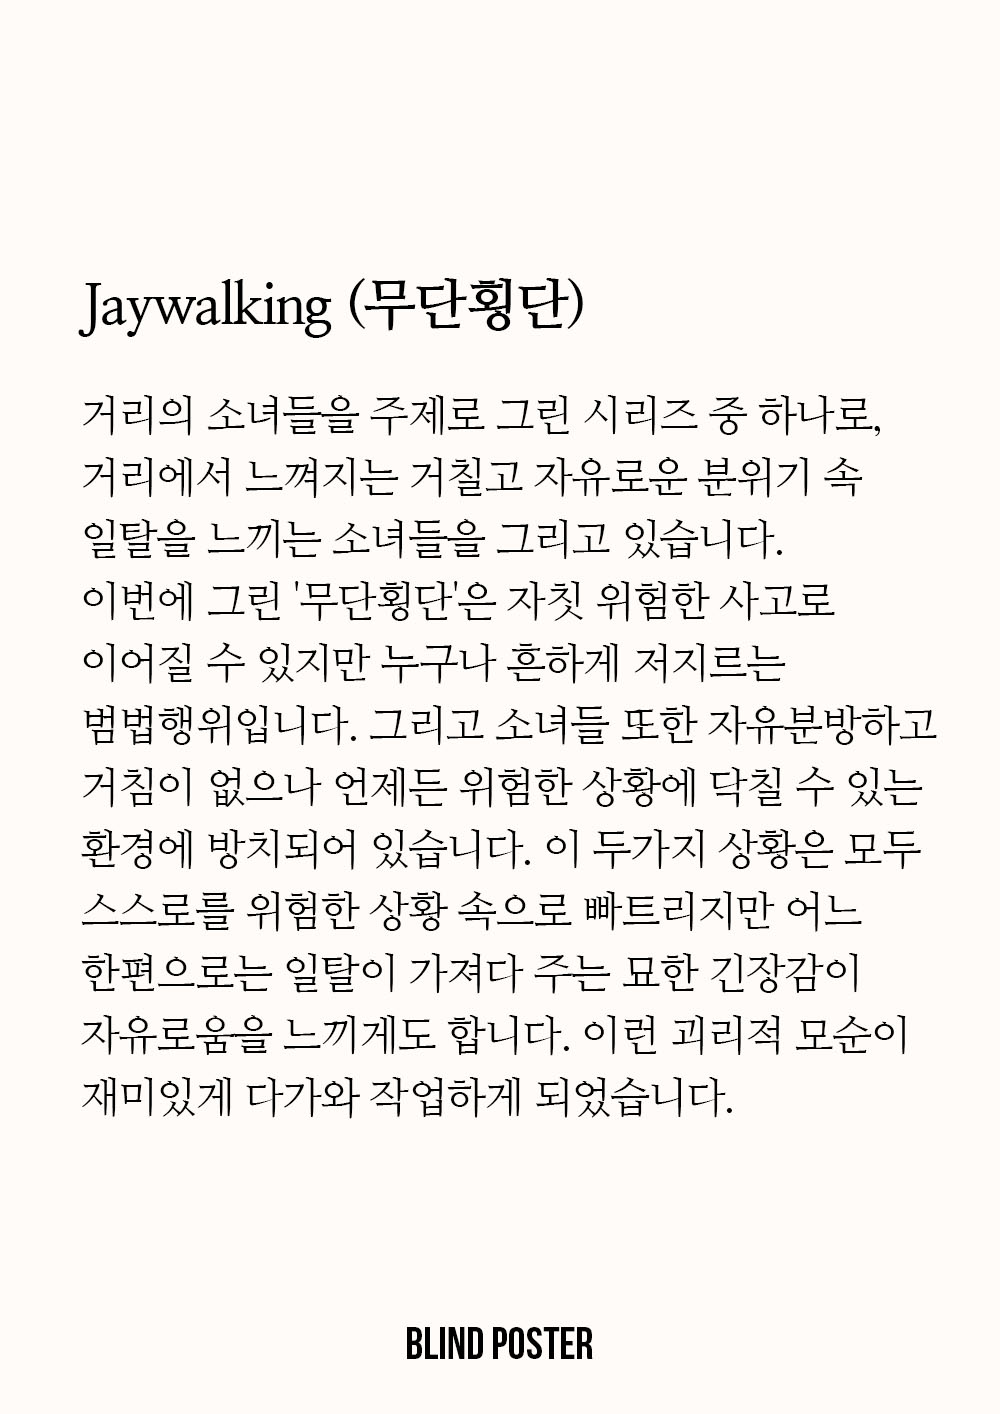 Jaywalking (무단횡단)
거리의 소녀들을 주제로 그린 시리즈 중 하나로,
거리에서 느껴지는 거칠고 자유로운 분위기 속
일탈을 느끼는 소녀들을 그리고 있습니다.
이번에 그린 '무단횡단'은 자칫 위험한 사고로
이어질 수 있지만 누구나 흔하게 저지르는
범법행위입니다. 그리고 소녀들 또한 자유분방하고
거침이 없으나 언제든 위험한 상황에 닥칠 수 있는
환경에 방치되어 있습니다. 이 두가지 상황은 모두
스스로를 위험한 상황 속으로 빠트리지만 어느
한편으로는 일탈이 가져다 주는 묘한 긴장감이
자유로움을 느끼게도 합니다. 이런 괴리적 모순이
재미있게 다가와 작업하게 되었습니다.
BLIND POSTER